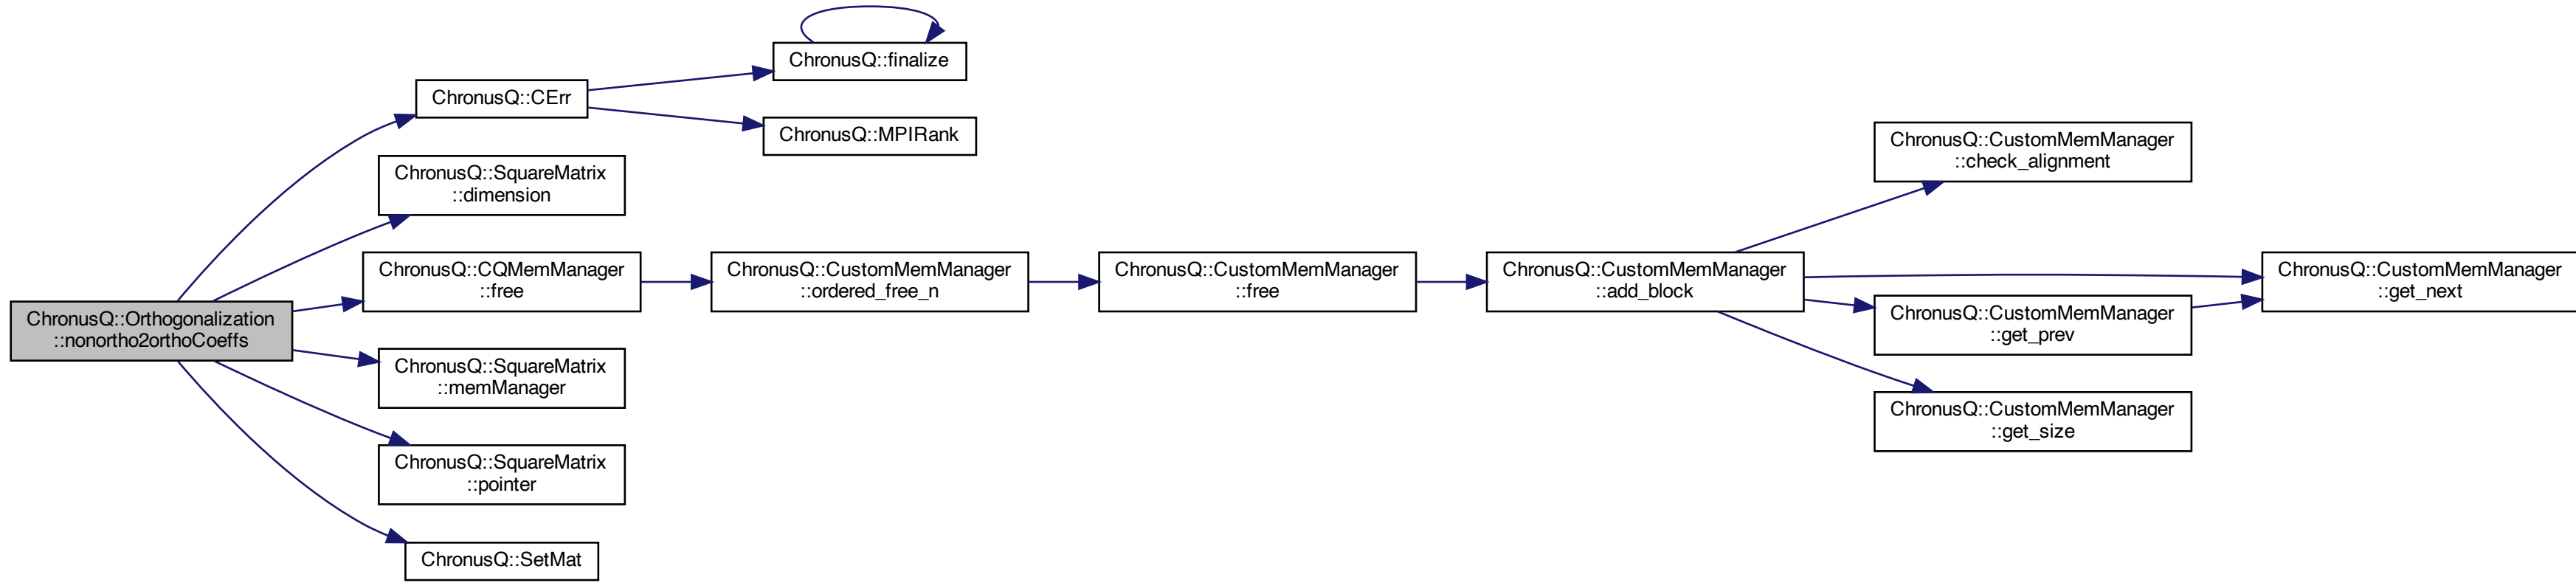 ChronusQ::Orthogonalization
::nonortho2orthoCoeffs
ChronusQ::CErr
ChronusQ::finalize
ChronusQ::MPIRank
ChronusQ::SquareMatrix
::dimension
ChronusQ::CQMemManager
::free
ChronusQ::CustomMemManager
::ordered_free_n
ChronusQ::CustomMemManager
::free
ChronusQ::CustomMemManager
::add_block
ChronusQ::CustomMemManager
::check_alignment
ChronusQ::CustomMemManager
::get_next
ChronusQ::CustomMemManager
::get_prev
ChronusQ::CustomMemManager
::get_size
ChronusQ::SquareMatrix
::memManager
ChronusQ::SquareMatrix
::pointer
ChronusQ::SetMat